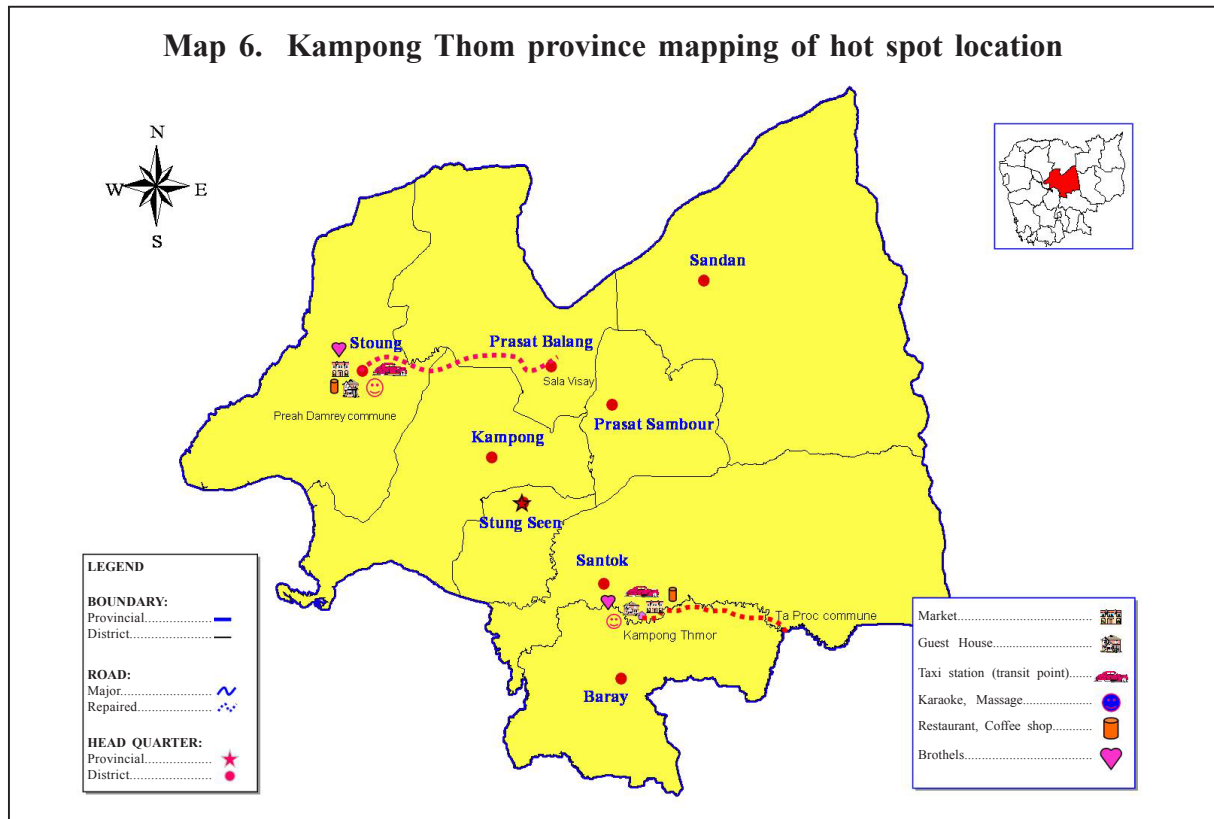 Map 6. Kampong Thom province mapping of hot spot location
N
W
E
S
Sandan
Stoung
Prasat Balang
Sala Visay
Preah Damrey commune
Prasat Sambour
Kampong
Stung Seen
Santok
Ta Proc commune
Kampong Thmor
Baray
LEGEND
BOUNDARY:
Provincial
District
ROAD:
Major
Repaired
HEAD QUARTER:
Provincial
District
Market
Guest House
Taxi station (transit point)
Karaoke, Massage
Restaurant, Coffee shop
Brothels